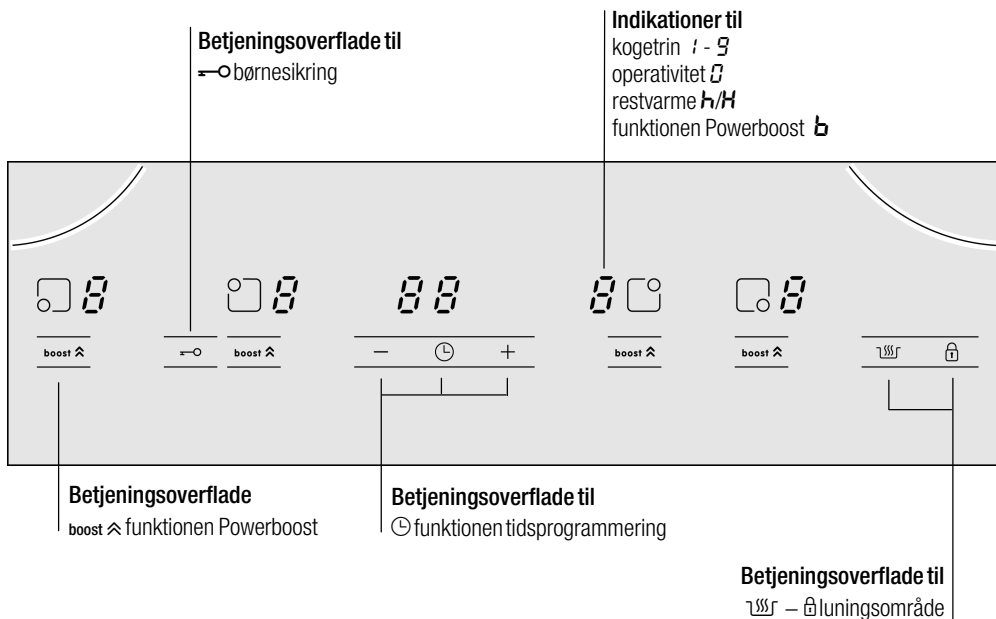 Indikationer til
kogetrin 1 - 9
operativitet 0
restvarme h/H
funktionen Powerboost b
Betjeningsoverflade til
børnesikring
8 8 88 8 8
boost boost − + boost boost
Betjeningsoverflade
boost funktionen Powerboost
Betjeningsoverflade til
funktionen tidsprogrammering
Betjeningsoverflade til
– luningsområde